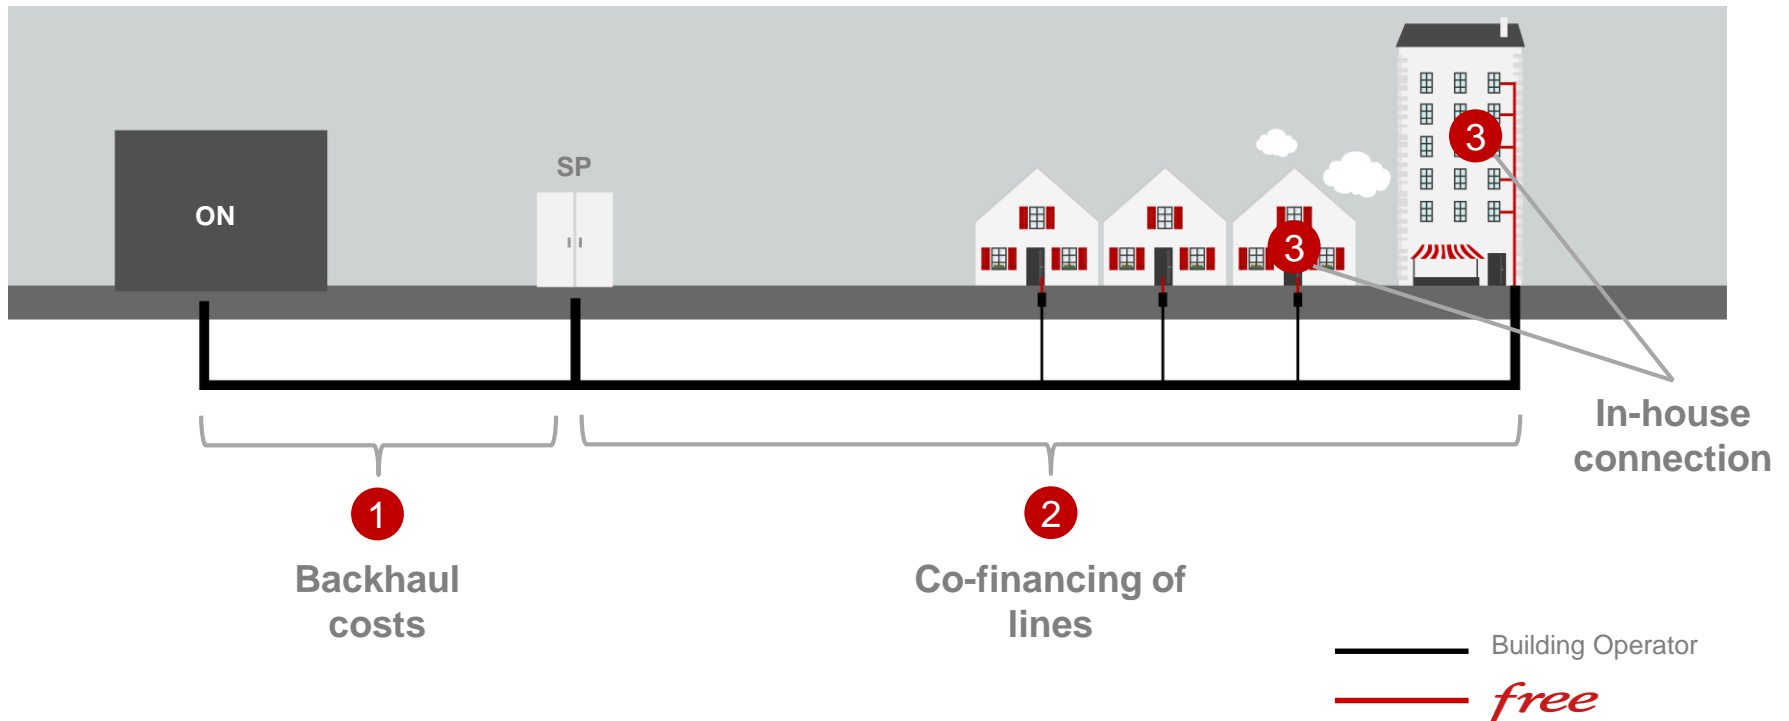 SP
ON
3
3
In-house
connection
1
2
Backhaul
costs
Co-financing of
lines
Building Operator
free